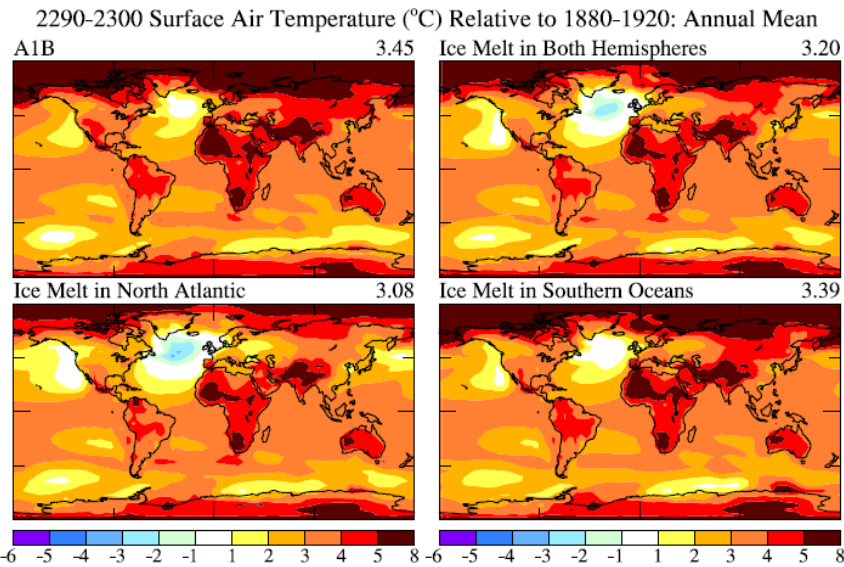 2290-2300 Surface Air Temperature (°C) Relative to 1880-1920: Annual Mean
A1B 3.45
Ice Melt in Both Hemispheres 3.20
Ice Melt in North Atlantic 3.08
Ice Melt in Southern Oceans 3.39
-6 -5 -4 -3 -2 -1 1 2 3 4 5 8
-6 -5 -4 -3 -2 -1 1 2 3 4 5 8